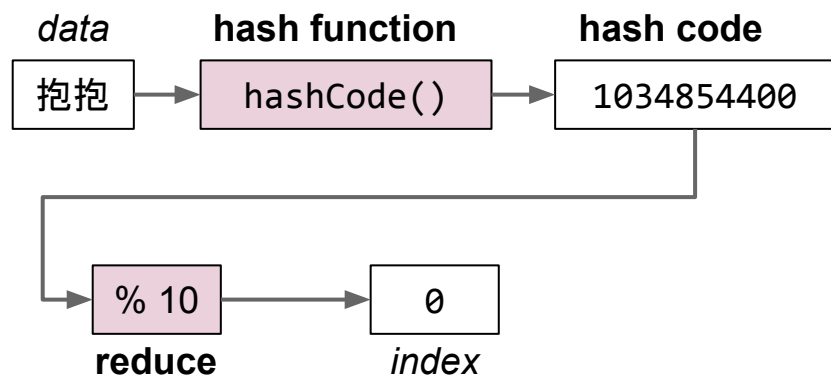 data hash function hash code
抱抱 hashCode() 1034854400
% 10 0
reduce index